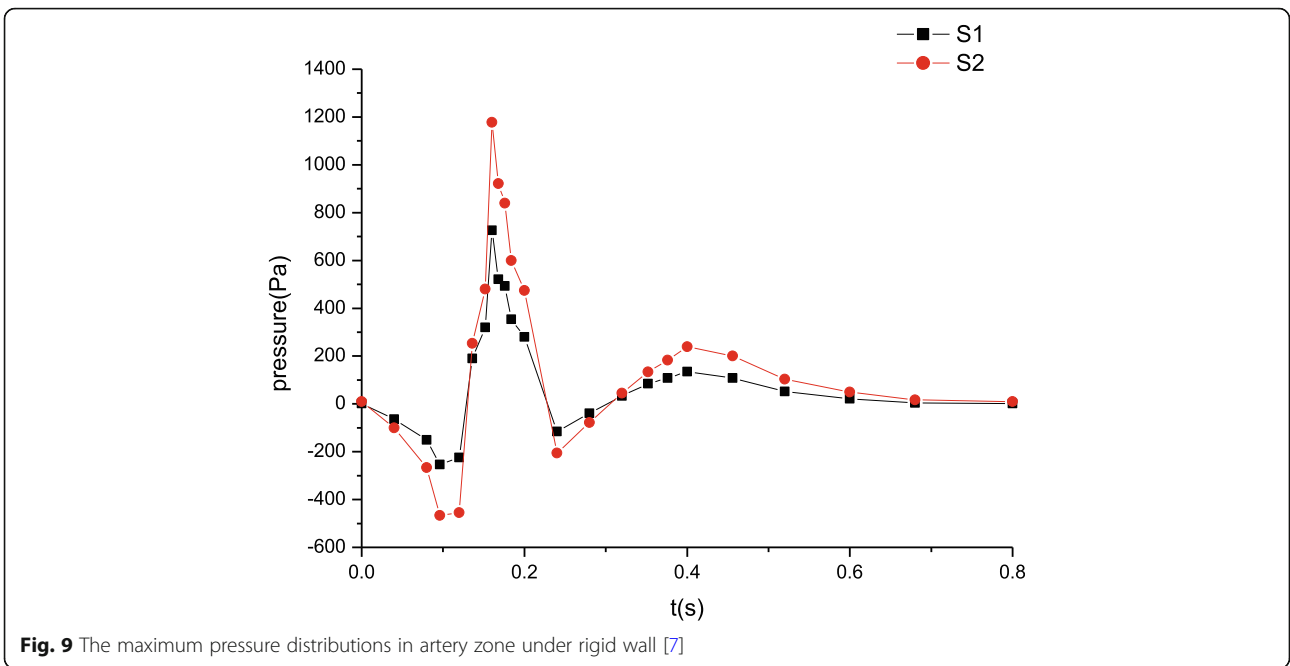 S1
S2
1400
1200
1000
800
600
400
200
0
-200
-400
-600
pressure(Pa)
0.0 0.2 0.4 0.6 0.8
t(s)
Fig. 9 The maximum pressure distributions in artery zone under rigid wall [7]